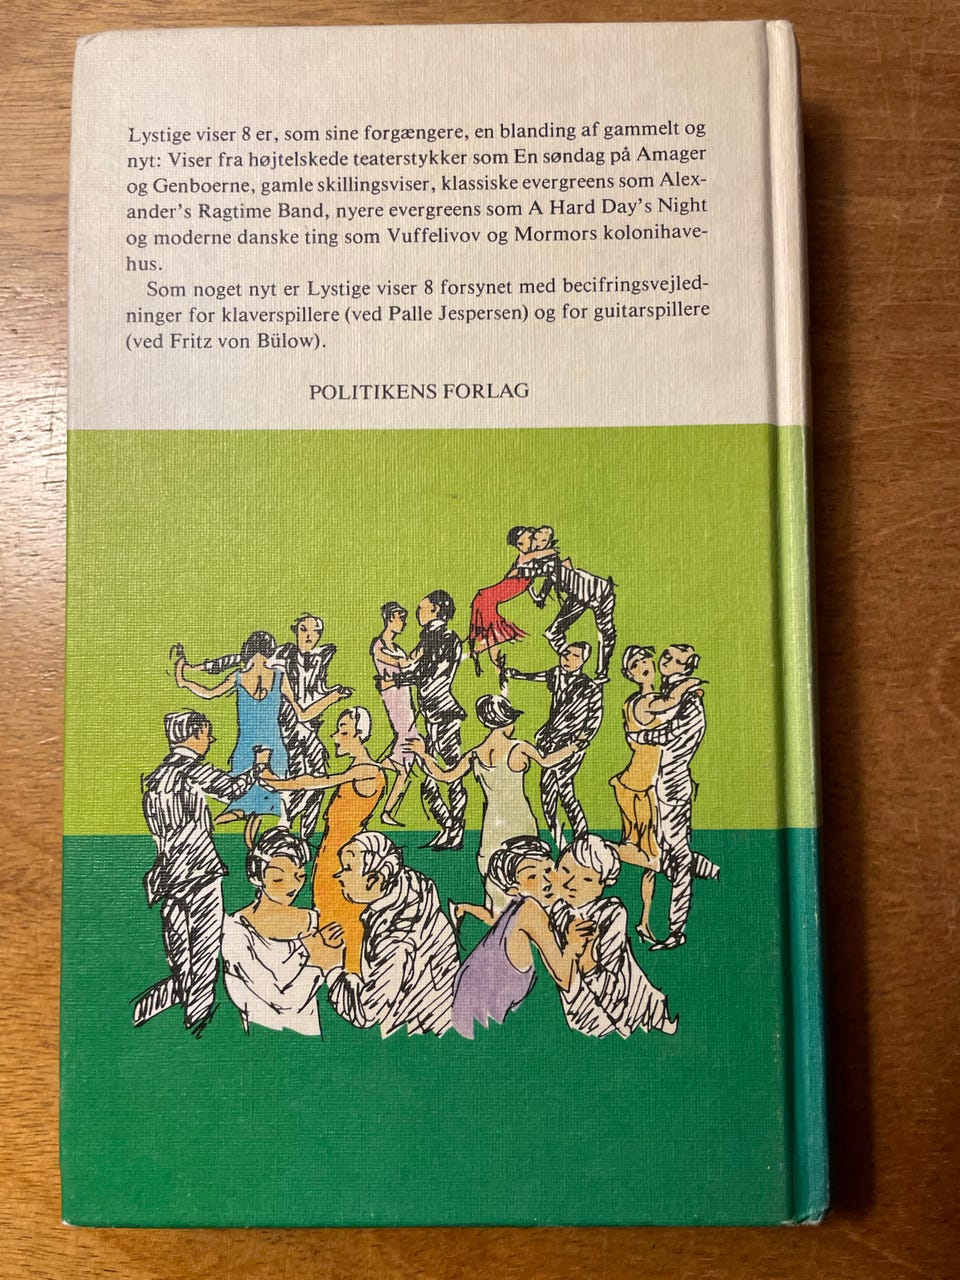 Lystige viser 8 er, som sine forgængere, en blanding af gammelt og
nyt: Viser fra højtelskede teaterstykker som En søndag på Amager
og Genboerne, gamle skillingsviser, klassiske evergreens som Alex-
ander's Ragtime Band, nyere evergreens som A Hard Day's Night
og moderne danske ting som Vuffelivov og Mormors kolonihave-
hus.
Som noget nyt er Lystige viser 8 forsynet med becifringsvejled-
ninger for klaverspillere (ved Palle Jespersen) og for guitarspillere
(ved Fritz von Bülow).
POLITIKENS FORLAG